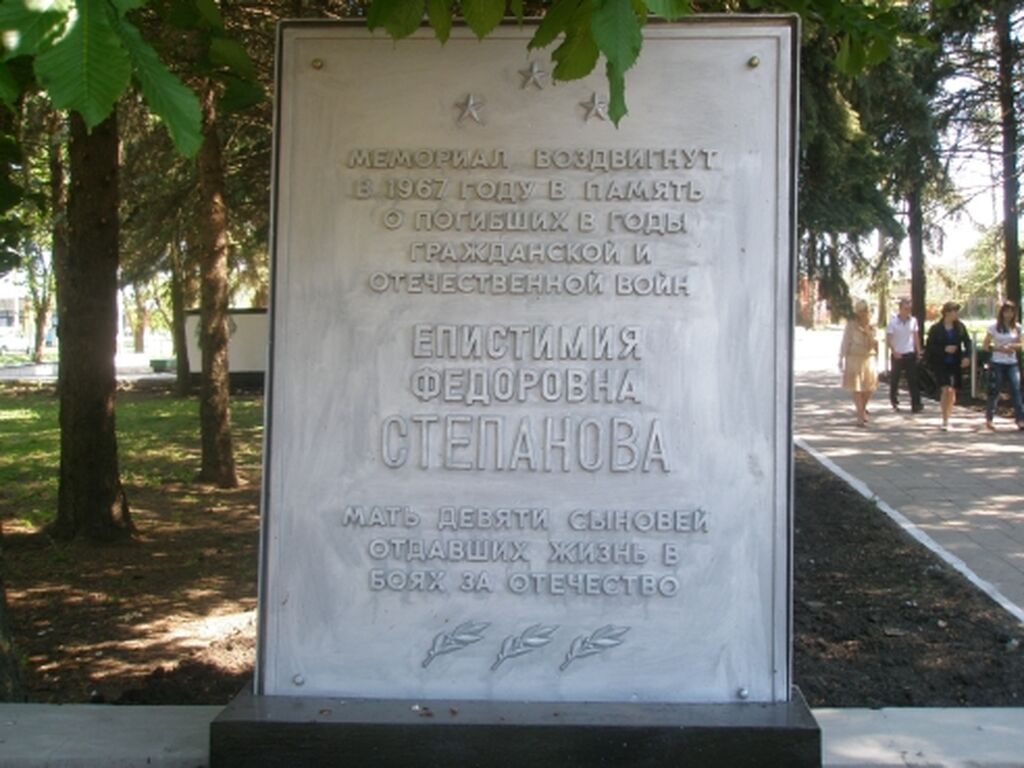 МЕМОРИАЛ ВОЗДВИГНУТ
В 1967 ГОДУ В ПАМЯТЬ
О ПОГИБШИХ В ГОДЫ
ГРАЖДАНСКОЙ И
ОТЕЧЕСТВЕННОЙ ВОЙН
ЕПИСТИМИЯ
ФЕДОРОВНА
СТЕПАНОВА
МАТЬ ДЕВЯТИ СЫНОВЕЙ
ОТДАВШИХ ЖИЗНЬ В
БОЯХ ЗА ОТЕЧЕСТВО